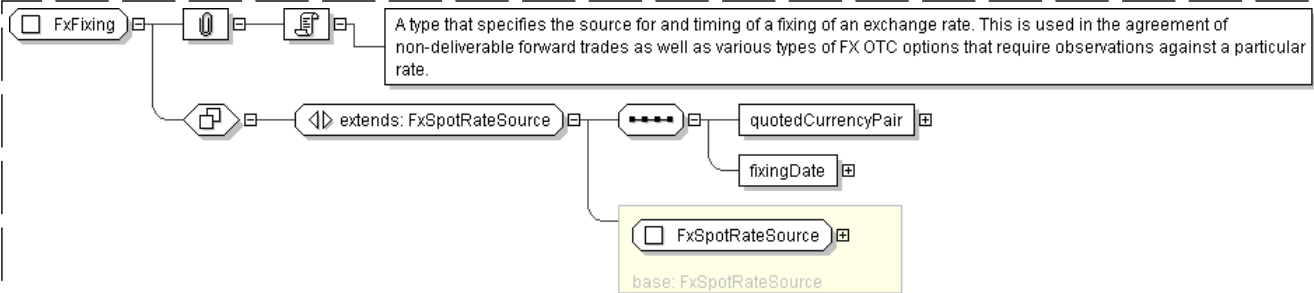 FxFixing
A type that specifies the source for and timing of a fixing of an exchange rate. This is used in the agreement of
non-deliverable forward trades as well as various types of FX OTC options that require observations against a particular
rate.
extends: FxSpotRateSource
quotedCurrencyPair
fixingDate
FxSpotRateSource
base: FxSpotRateSource